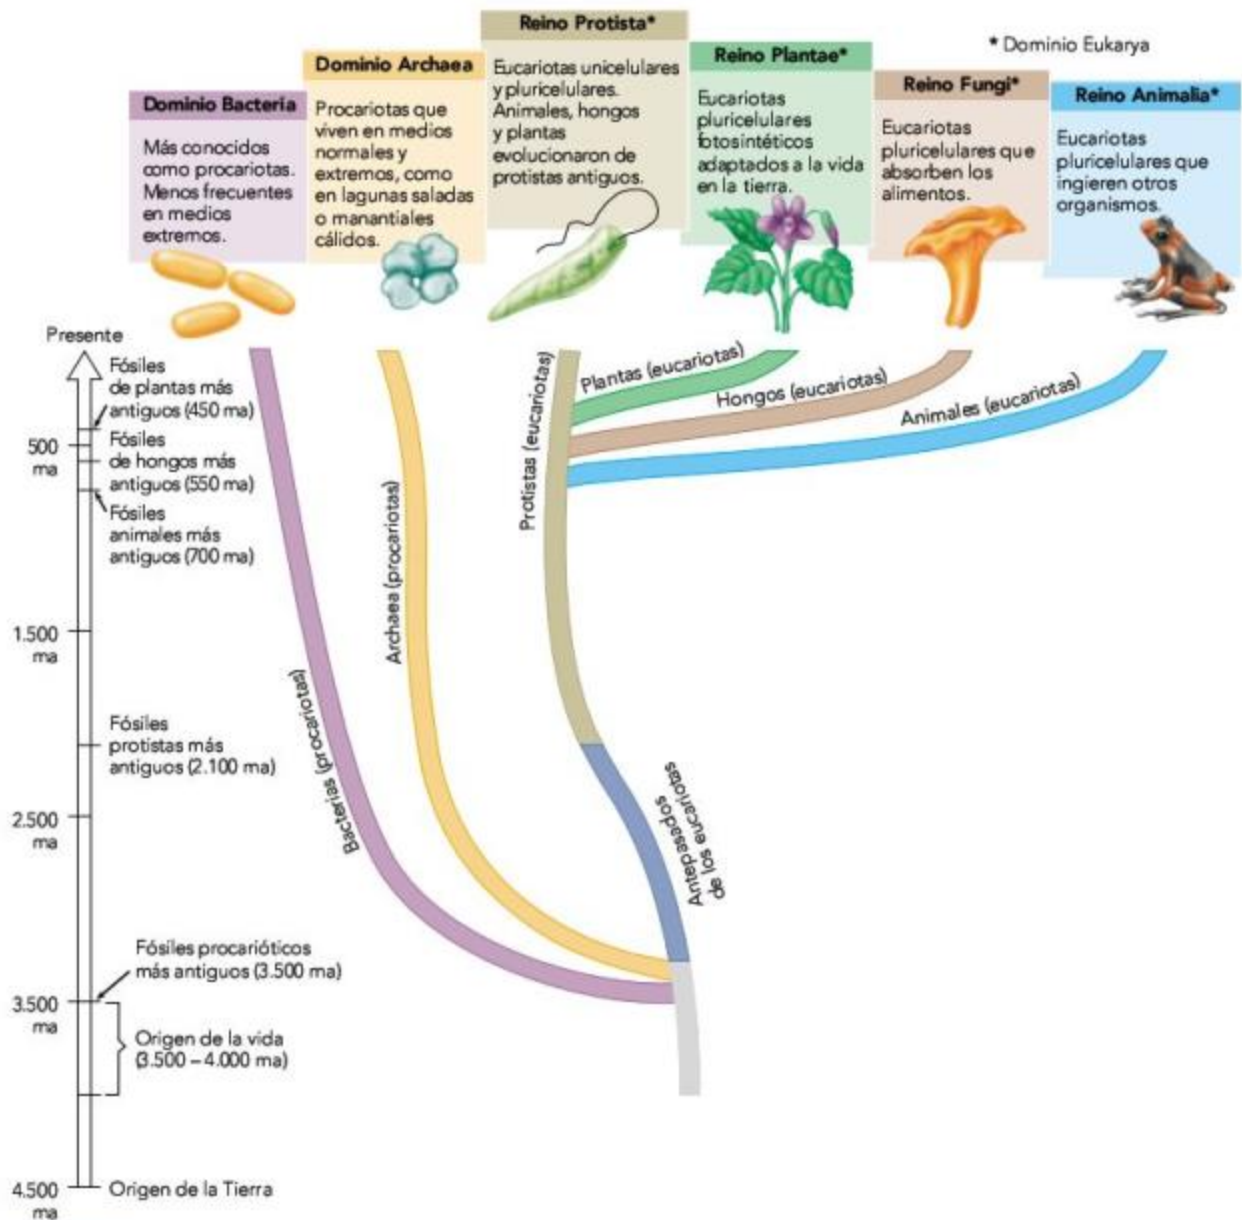 Reino Protista*
* Dominio Eukarya
Reino Plantae*
Dominio Archaea
Reino Fungi*
Reino Animalia*
Dominio Bacteria
Más conocidos
como procariotas.
Menos frecuentes
en medios
extremos.
Procariotas que
viven en medios
normales y
extremos, como
en lagunas saladas
o manantiales
cálidos.
Eucariotas unicelulares
y pluricelulares.
Animales, hongos
y plantas
evolucionaron de
protistas antiguos.
Eucariotas
pluricelulares
fotosintéticos
adaptados a la vida
en la tierra.
Eucariotas
pluricelulares que
absorben los
alimentos.
Eucariotas
pluricelulares que
ingieren otros
organismos.
Presente
Fósiles
de plantas más
antiguos (450 ma)
500
ma
Fósiles
de hongos más
antiguos (550 ma)
Fósiles
animales más
antiguos (700 ma)
1.500
ma
Fósiles
protistas más
antiguos (2.100 ma)
2.500
ma
Fósiles procarióticos
más antiguos (3.500 ma)
3.500
ma
Origen de la vida
(3.500 – 4.000 ma)
4.500
ma
Origen de la Tierra
Bacterias (procariotas)
Archaea (procariotas)
Protistas (eucariotas)
Plantas (eucariotas)
Hongos (eucariotas)
Animales (eucariotas)
Antepasados
de los eucariotas